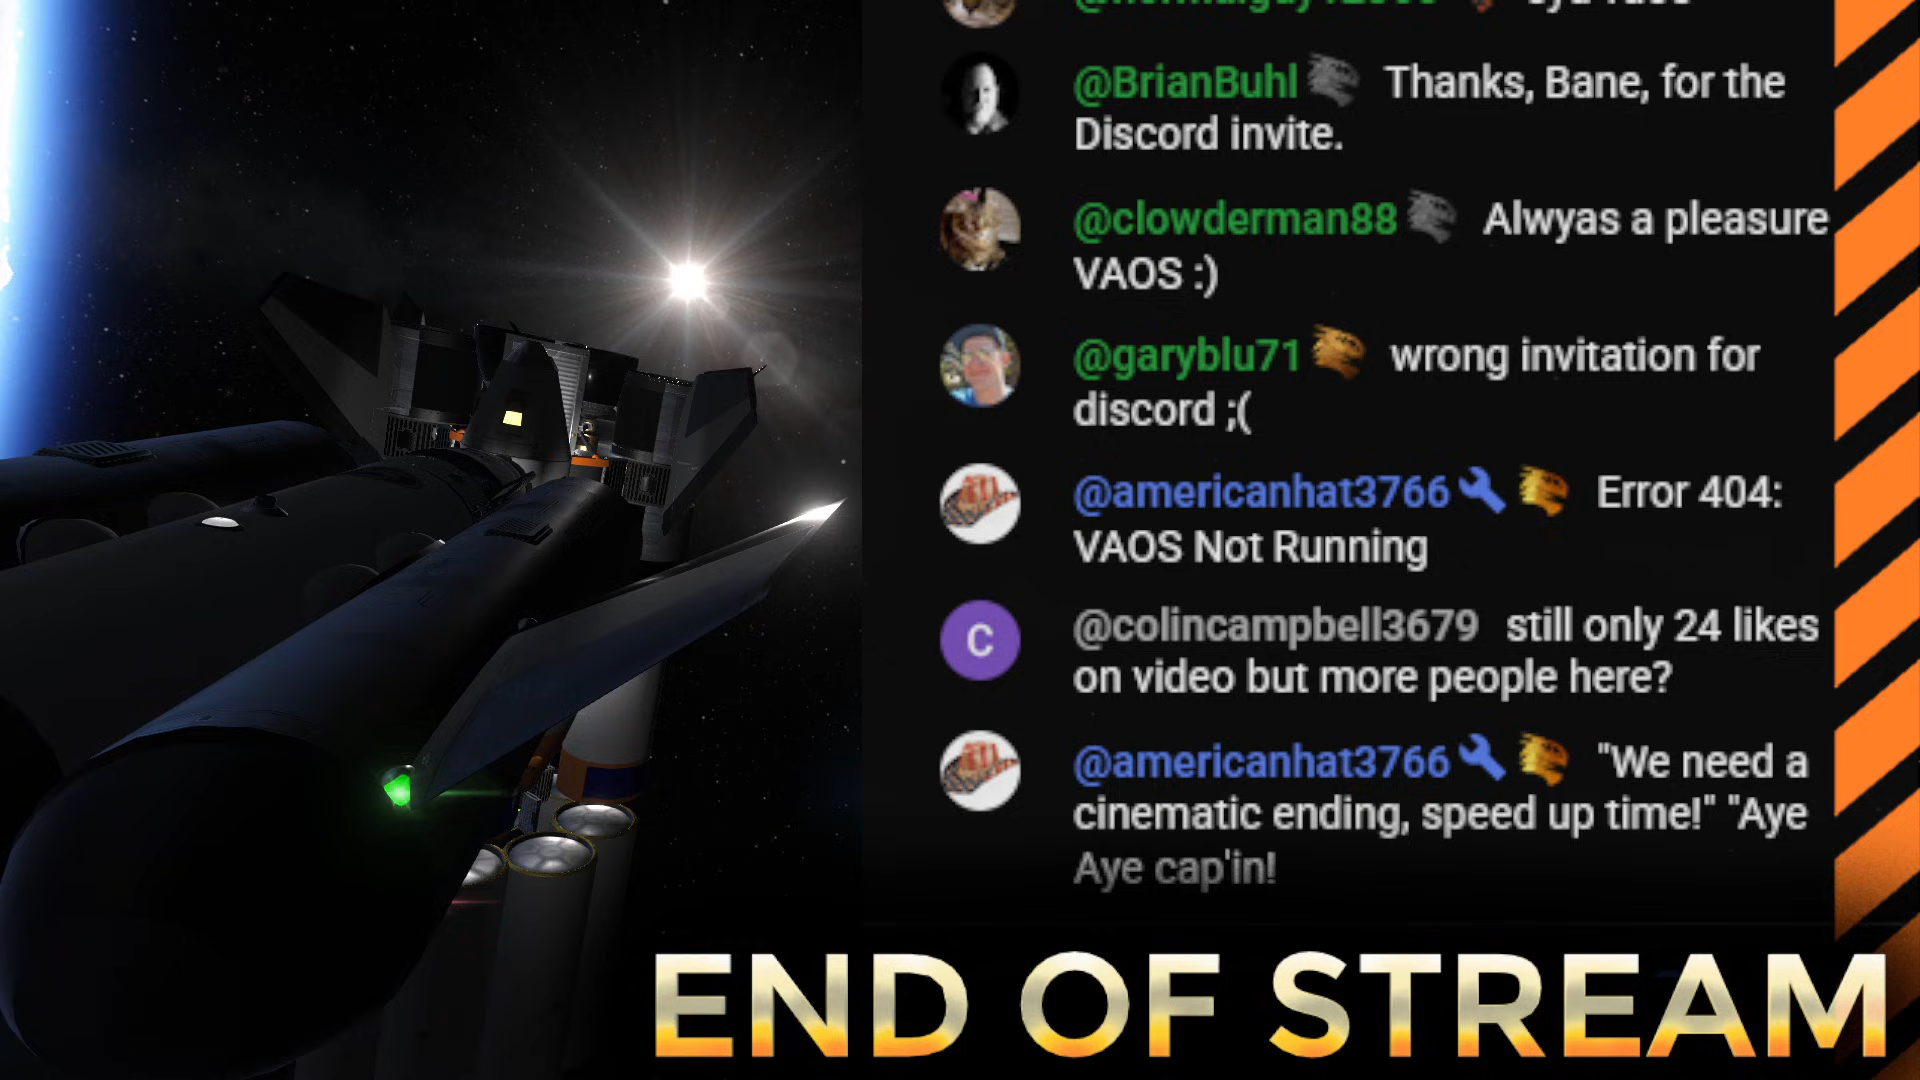 @BrianBuhl Thanks, Bane, for the
Discord invite.
@clowderman88 Alwyas a pleasure
VAOS :)
@garyblu71 wrong invitation for
discord ;(
@americanhat3766 Error 404:
VAOS Not Running
C
@colincampbell3679 still only 24 likes
on video but more people here?
@americanhat3766 "We need a
cinematic ending, speed up time!" "Aye
Aye cap'in!
END OF STREAM